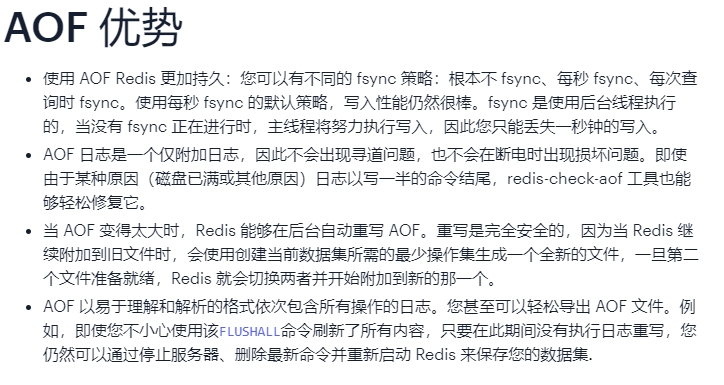 AOF 优势
使用 AOF Redis 更加持久：您可以有不同的 fsync 策略：根本不 fsync、每秒 fsync、每次查
询时 fsync。使用每秒 fsync 的默认策略，写入性能仍然很棒。fsync 是使用后台线程执行
的，当没有 fsync 正在进行时，主线程将努力执行写入，因此您只能丢失一秒钟的写入。
AOF 日志是一个仅附加日志，因此不会出现寻道问题，也不会在断电时出现损坏问题。即使
由于某种原因（磁盘已满或其他原因）日志以写一半的命令结尾，redis-check-aof 工具也能
够轻松修复它。
当 AOF 变得太大时，Redis 能够在后台自动重写 AOF。重写是完全安全的，因为当 Redis 继
续附加到旧文件时，会使用创建当前数据集所需的最少操作集生成一个全新的文件，一旦第二
个文件准备就绪，Redis 就会切换两者并开始附加到新的那一个。
AOF 以易于理解和解析的格式依次包含所有操作的日志。您甚至可以轻松导出 AOF 文件。例
如，即使您不小心使用该FLUSHALL命令刷新了所有内容，只要在此期间没有执行日志重写，您
仍然可以通过停止服务器、删除最新命令并重新启动 Redis 来保存您的数据集.